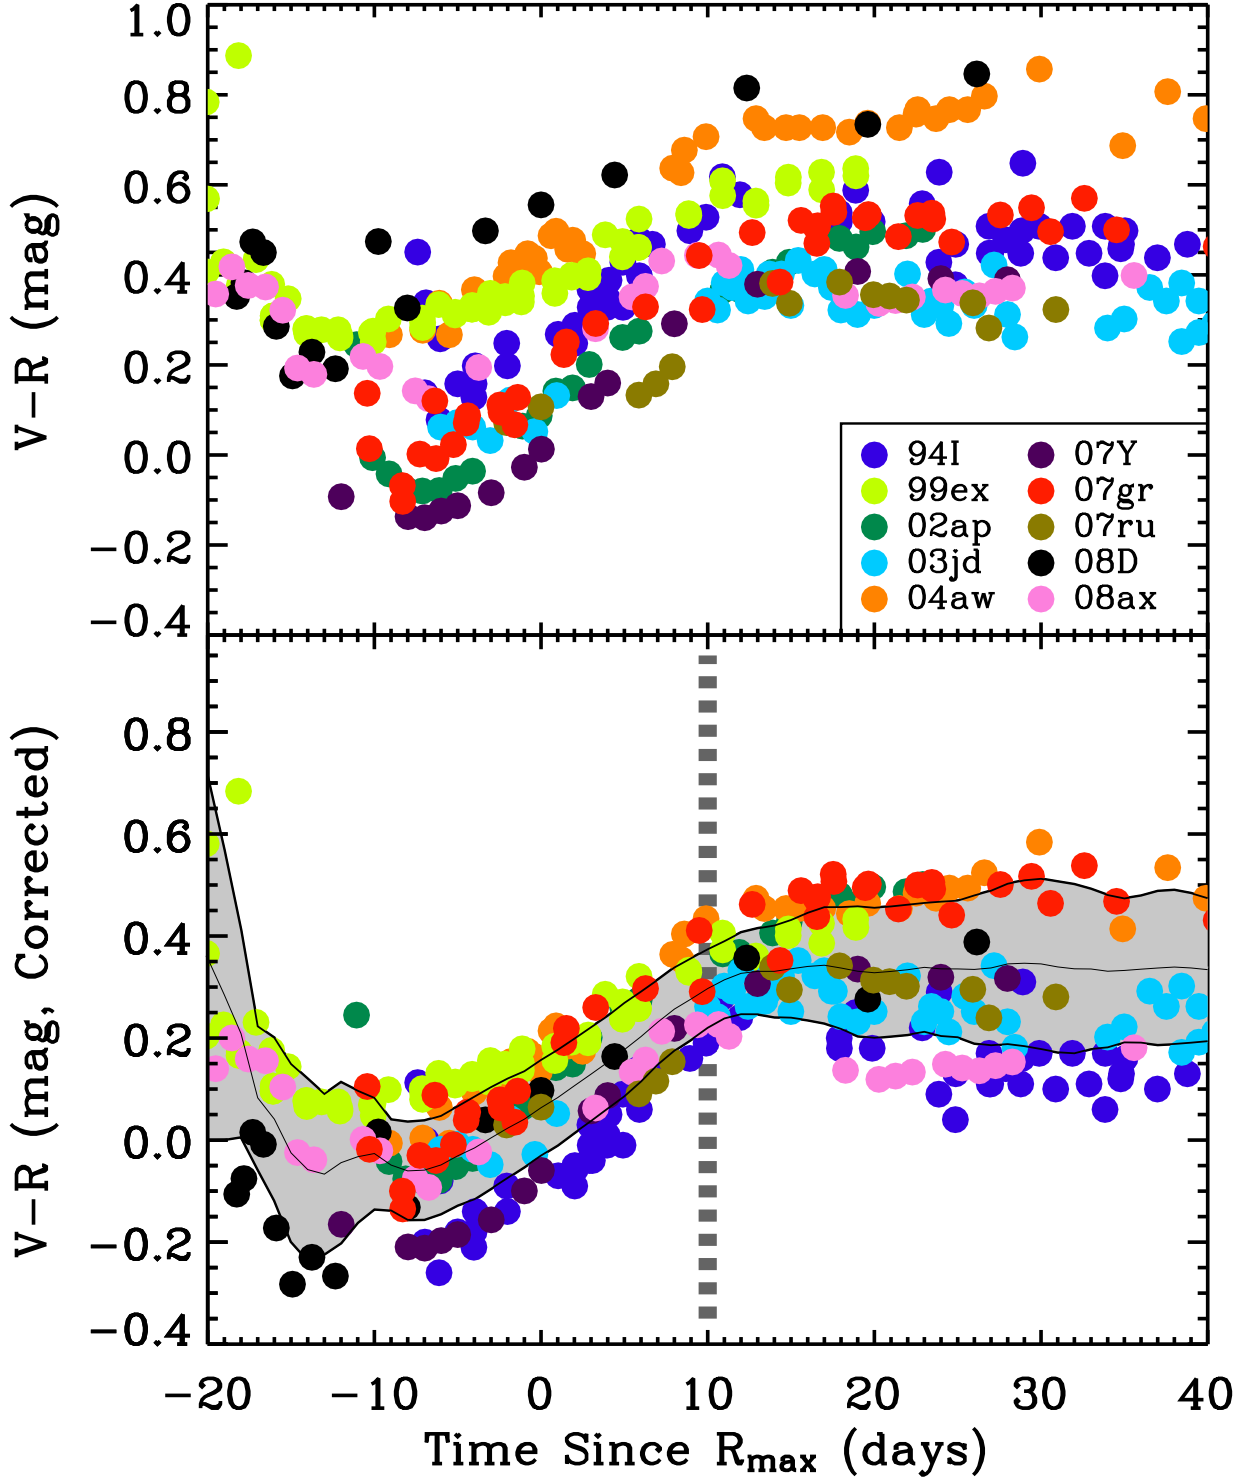 1.0
0.8
0.6
0.4
0.2
0.0
−0.2
−0.4
V−R (mag)
94I 07Y
99ex 07gr
02ap 07ru
03jd 08D
04aw 08ax
0.8
0.6
0.4
0.2
0.0
−0.2
−0.4
V−R (mag, Corrected)
−20 −10 0 10 20 30 40
Time Since Rmax (days)